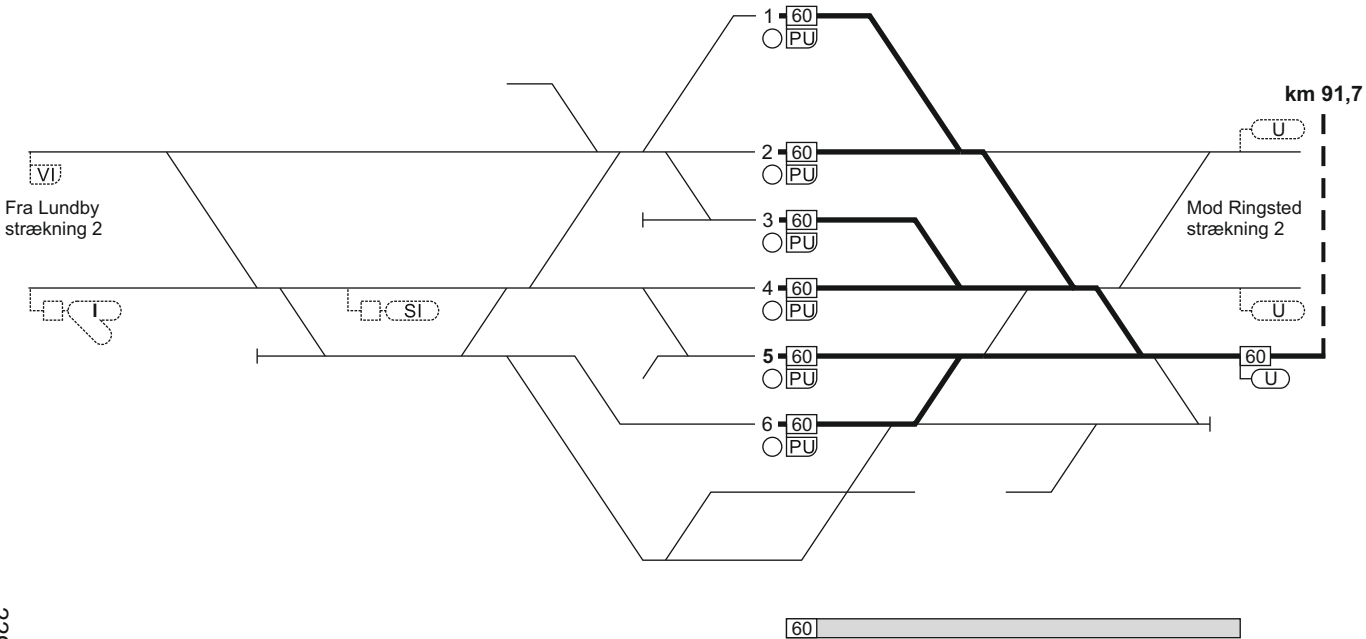 1 60
PU
km 91,7
U
2 60
PU
VI
Fra Lundby
strækning 2
3 60
PU
Mod Ringsted
strækning 2
4 60
PU
I
SI
U
5 60
PU
60
U
6 60
PU
60